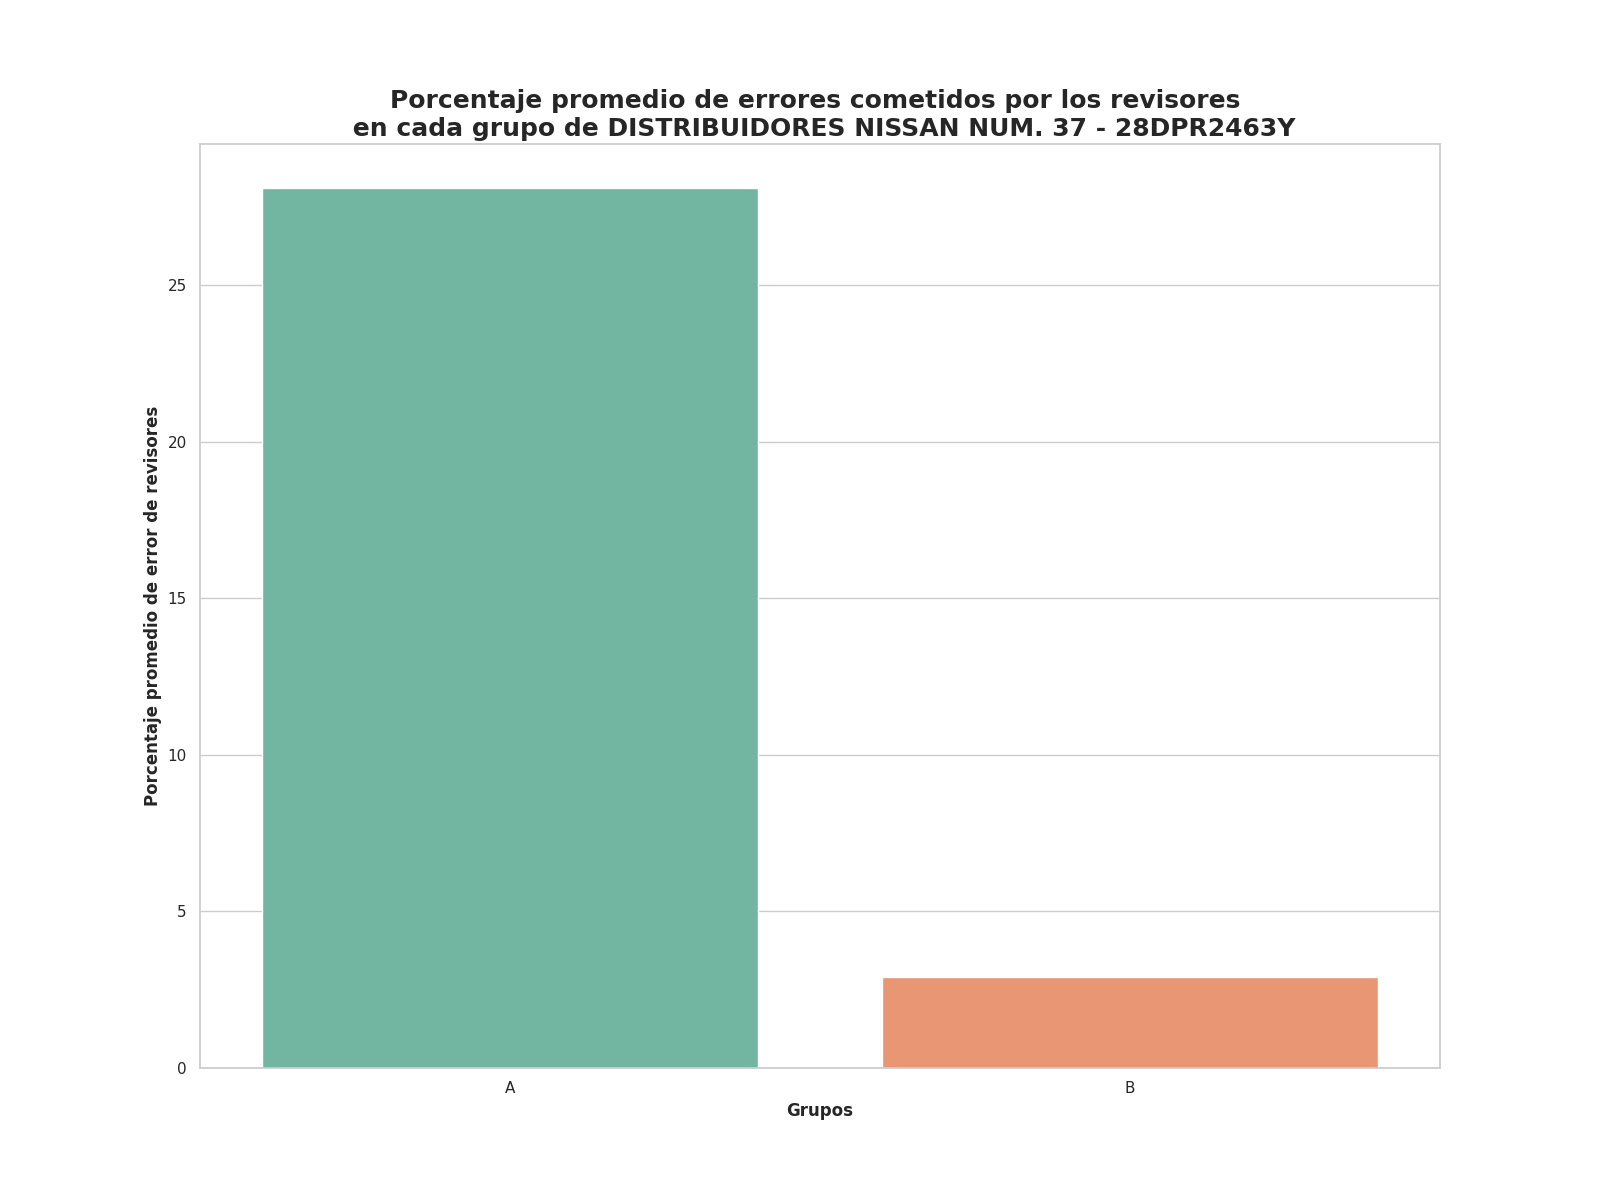 Porcentaje promedio de errores cometidos por los revisores
en cada grupo de DISTRIBUIDORES NISSAN NUM. 37 - 28DPR2463Y
Porcentaje promedio de error de revisores
25
20
15
10
5
0
A
B
Grupos